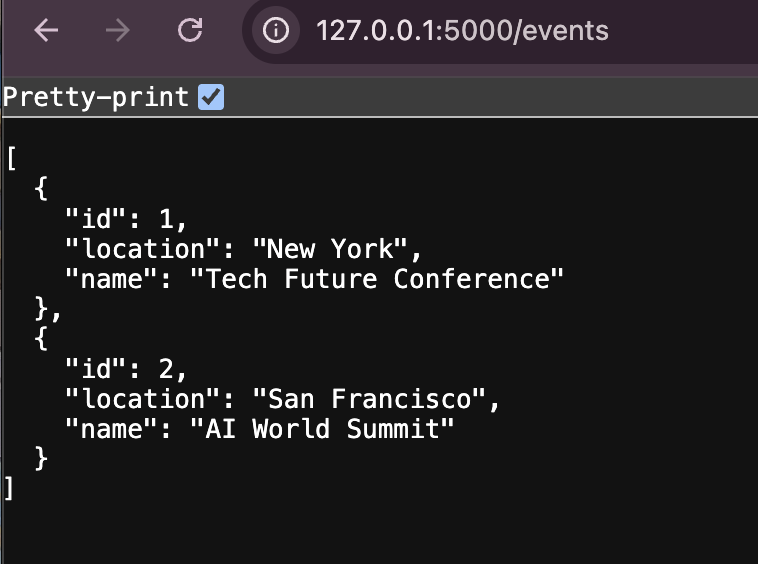 127.0.0.1:5000/events
Pretty-print
[
  {
    "id": 1,
    "location": "New York",
    "name": "Tech Future Conference"
  },
  {
    "id": 2,
    "location": "San Francisco",
    "name": "AI World Summit"
  }
]